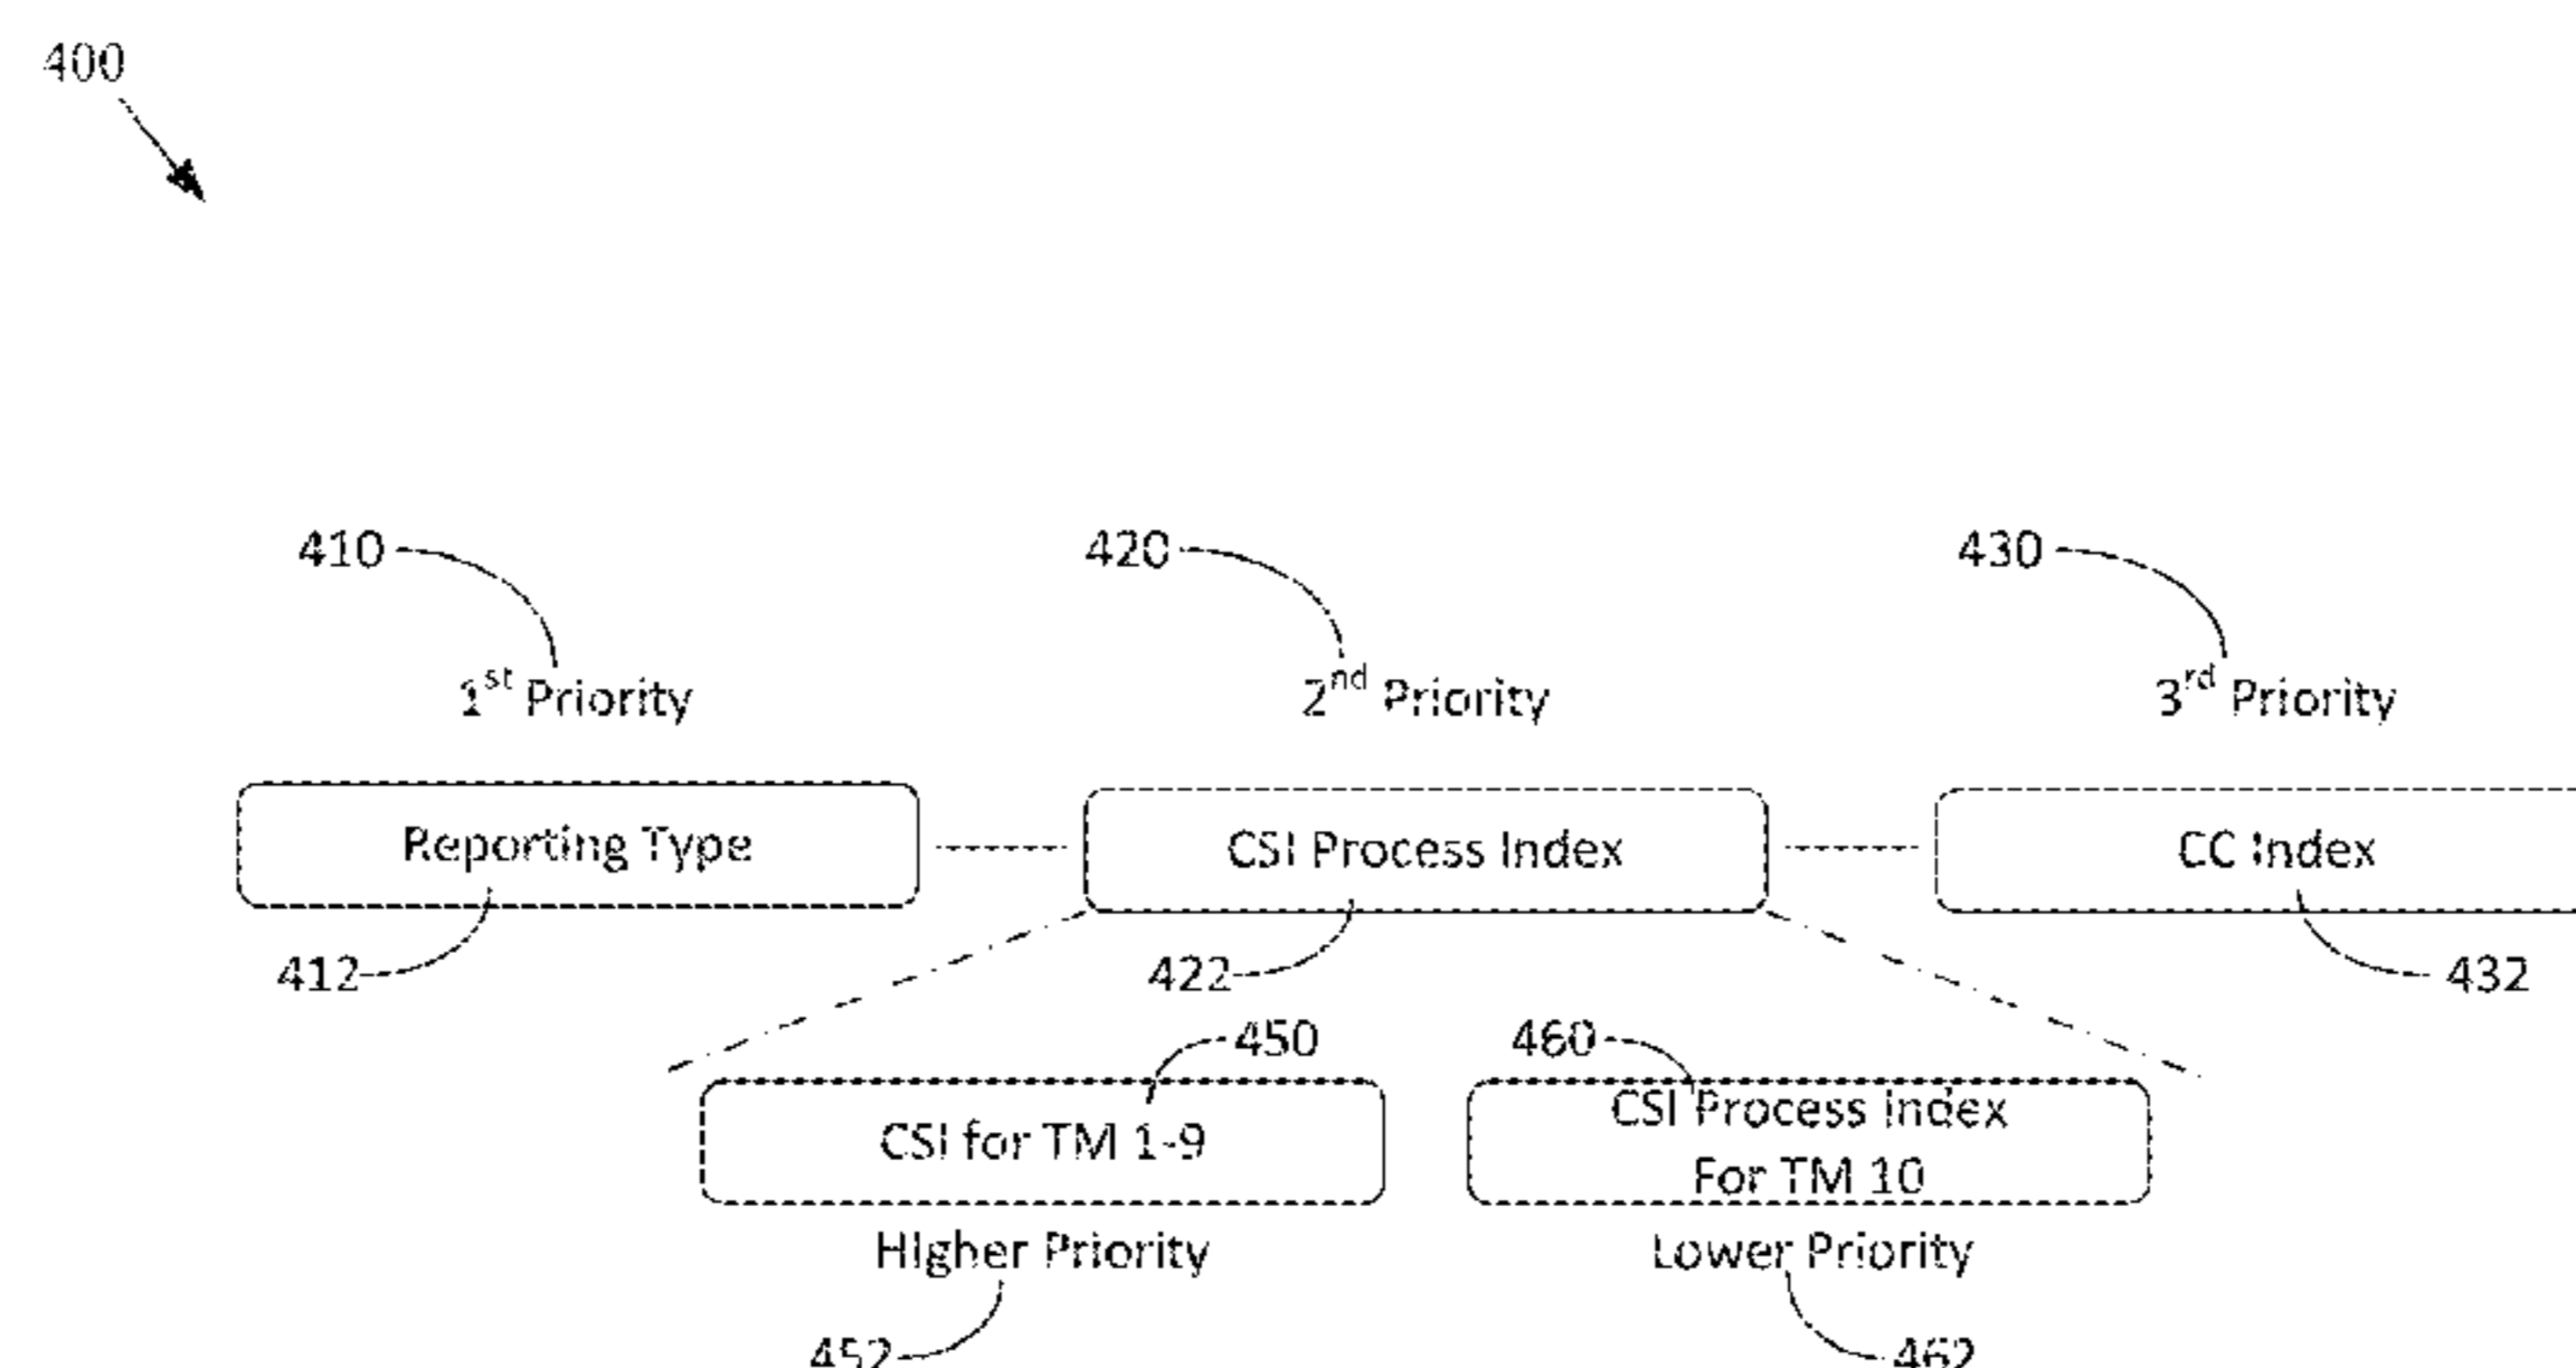 400
410 420 430
1st Priority 2nd Priority 3rd Priority
Reporting Type CSI Process Index CC Index
412 422 432
450 460
CSI for TM 1-9 CSI Process Index
For TM 10
HIgher Priority Lower Priority
452 462